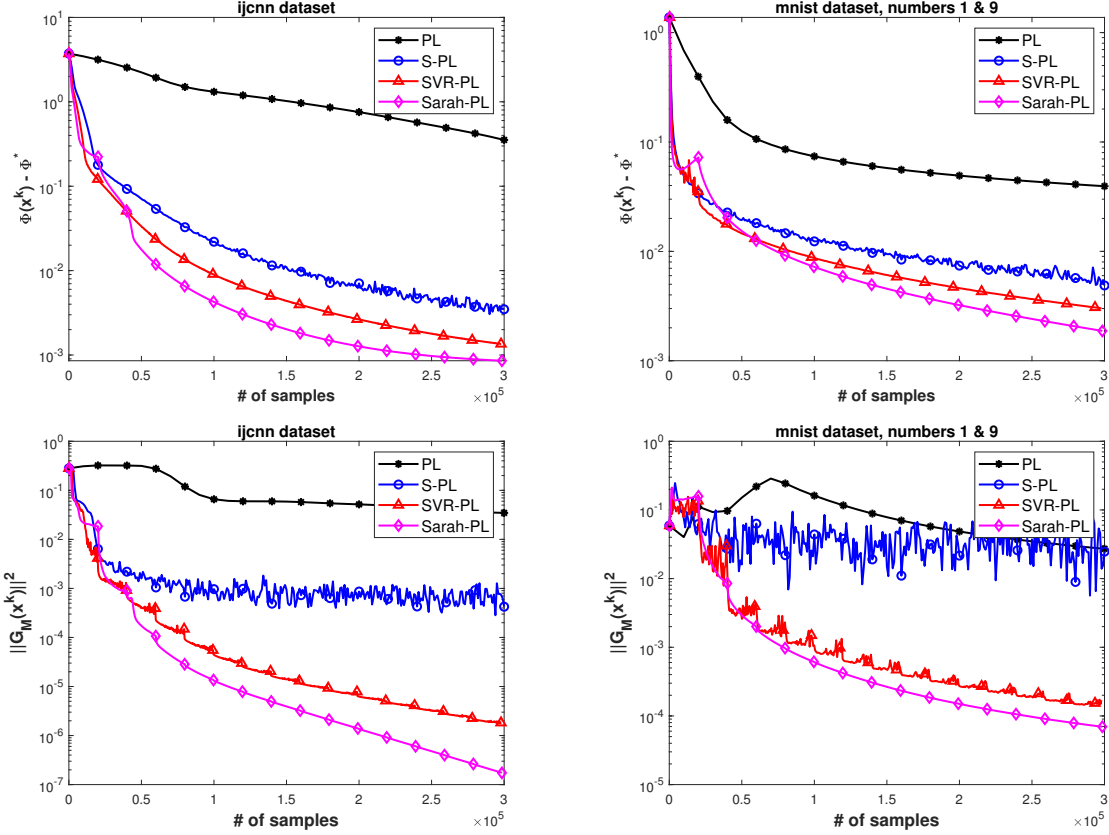 ijcnn dataset
Φ(x^k) - Φ^*
10^1
10^0
10^-1
10^-2
10^-3
PL
S-PL
SVR-PL
Sarah-PL
0 0.5 1 1.5 2 2.5 3
×10^5
# of samples
mnist dataset, numbers 1 & 9
Φ(x^k) - Φ^*
10^0
10^-1
10^-2
10^-3
PL
S-PL
SVR-PL
Sarah-PL
0 0.5 1 1.5 2 2.5 3
×10^5
# of samples
ijcnn dataset
||G_M(x^k)||^2
10^0
10^-1
10^-2
10^-3
10^-4
10^-5
10^-6
10^-7
PL
S-PL
SVR-PL
Sarah-PL
0 0.5 1 1.5 2 2.5 3
×10^5
# of samples
mnist dataset, numbers 1 & 9
||G_M(x^k)||^2
10^0
10^-1
10^-2
10^-3
10^-4
10^-5
PL
S-PL
SVR-PL
Sarah-PL
0 0.5 1 1.5 2 2.5 3
×10^5
# of samples